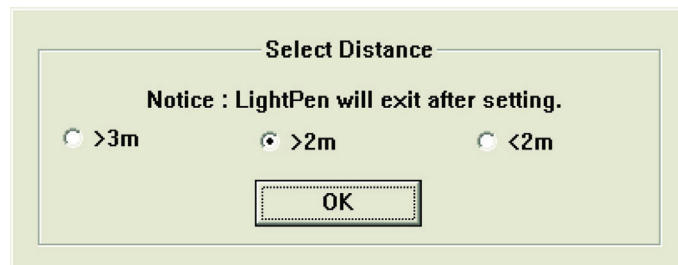 Select Distance
Notice : LightPen will exit after setting.
>3m >2m <2m
OK